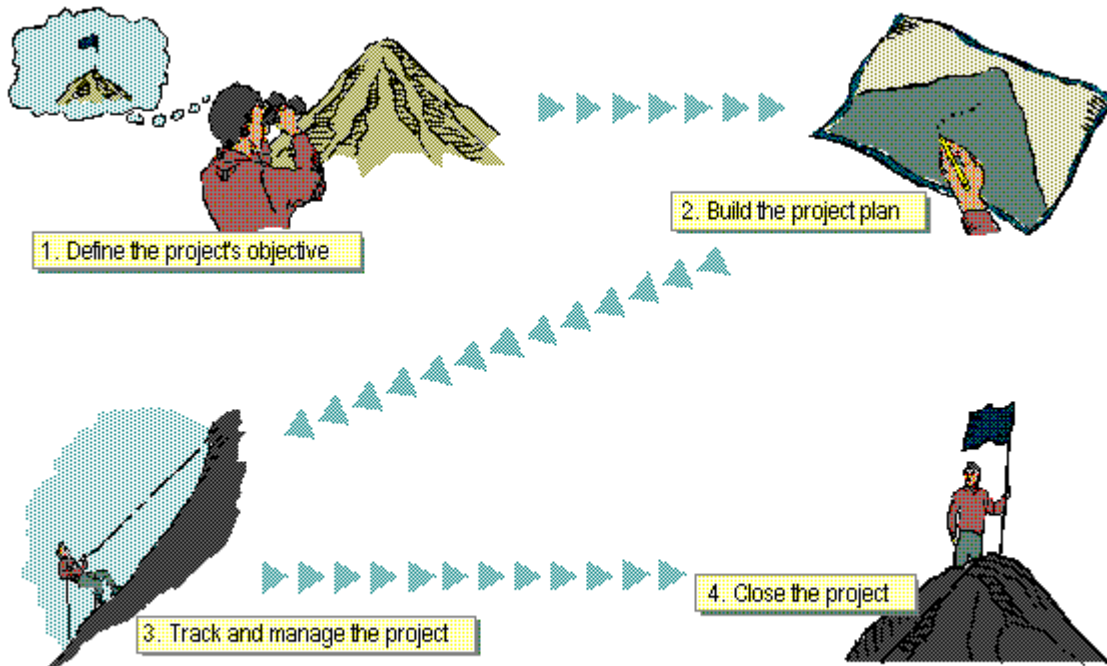 1. Define the project's objective
2. Build the project plan
3. Track and manage the project
4. Close the project